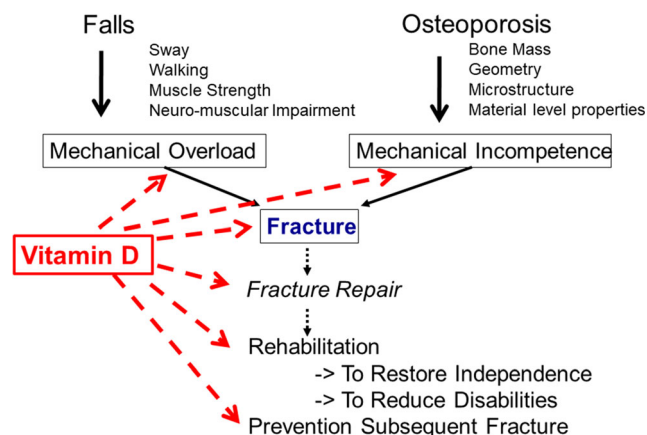 Falls
Osteoporosis
Sway
Walking
Muscle Strength
Neuro-muscular Impairment
Bone Mass
Geometry
Microstructure
Material level properties
Mechanical Overload
Mechanical Incompetence
Fracture
Vitamin D
Fracture Repair
Rehabilitation
-> To Restore Independence
-> To Reduce Disabilities
Prevention Subsequent Fracture